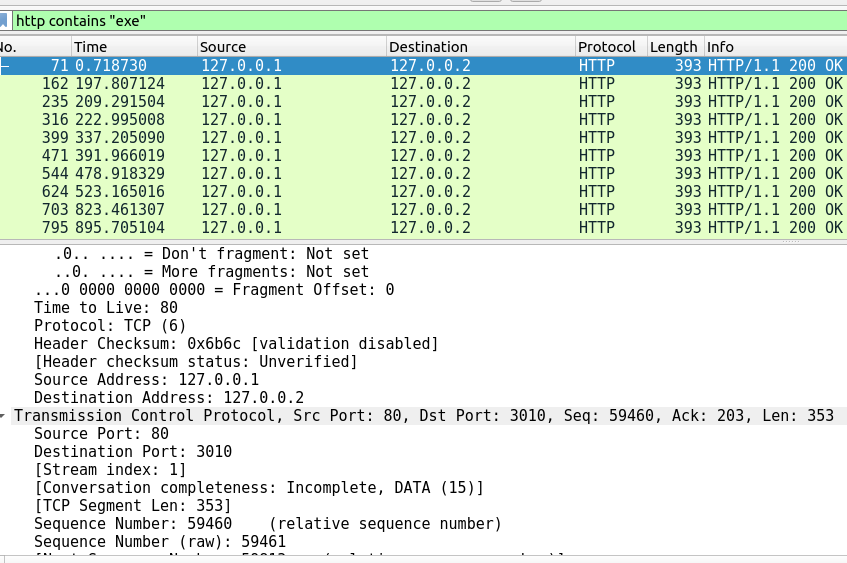 http contains "exe"
No. Time Source Destination Protocol Length Info
71 0.718730 127.0.0.1 127.0.0.2 HTTP 393 HTTP/1.1 200 OK
162 197.807124 127.0.0.1 127.0.0.2 HTTP 393 HTTP/1.1 200 OK
235 209.291504 127.0.0.1 127.0.0.2 HTTP 393 HTTP/1.1 200 OK
316 222.995008 127.0.0.1 127.0.0.2 HTTP 393 HTTP/1.1 200 OK
399 337.205090 127.0.0.1 127.0.0.2 HTTP 393 HTTP/1.1 200 OK
471 391.966019 127.0.0.1 127.0.0.2 HTTP 393 HTTP/1.1 200 OK
544 478.918329 127.0.0.1 127.0.0.2 HTTP 393 HTTP/1.1 200 OK
624 523.165016 127.0.0.1 127.0.0.2 HTTP 393 HTTP/1.1 200 OK
703 823.461307 127.0.0.1 127.0.0.2 HTTP 393 HTTP/1.1 200 OK
795 895.705104 127.0.0.1 127.0.0.2 HTTP 393 HTTP/1.1 200 OK
.0.. .... = Don't fragment: Not set
..0. .... = More fragments: Not set
...0 0000 0000 0000 = Fragment Offset: 0
Time to Live: 80
Protocol: TCP (6)
Header Checksum: 0x6b6c [validation disabled]
[Header checksum status: Unverified]
Source Address: 127.0.0.1
Destination Address: 127.0.0.2
Transmission Control Protocol, Src Port: 80, Dst Port: 3010, Seq: 59460, Ack: 203, Len: 353
Source Port: 80
Destination Port: 3010
[Stream index: 1]
[Conversation completeness: Incomplete, DATA (15)]
[TCP Segment Len: 353]
Sequence Number: 59460 (relative sequence number)
Sequence Number (raw): 59461